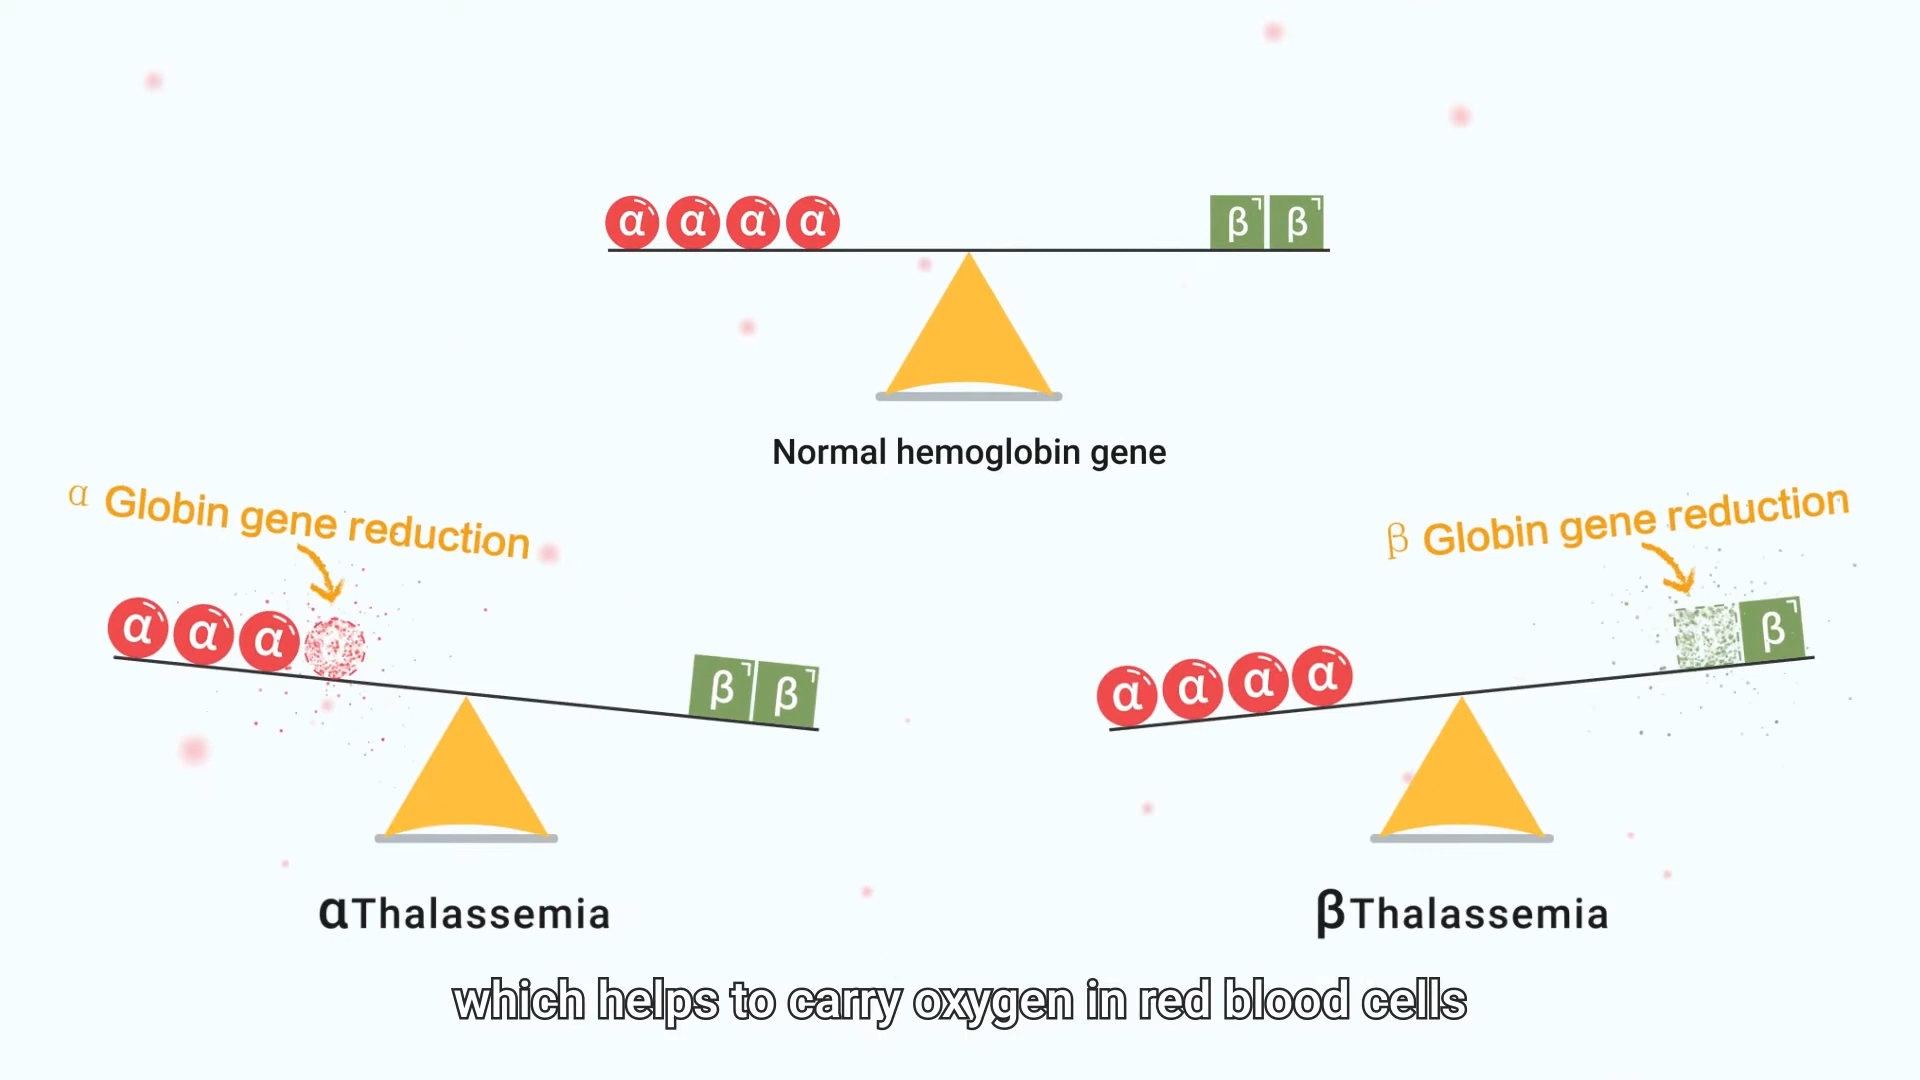 α α α α β β
Normal hemoglobin gene
α Globin gene reduction
β Globin gene reduction
α α α β β
α α α α β
αThalassemia
βThalassemia
which helps to carry oxygen in red blood cells